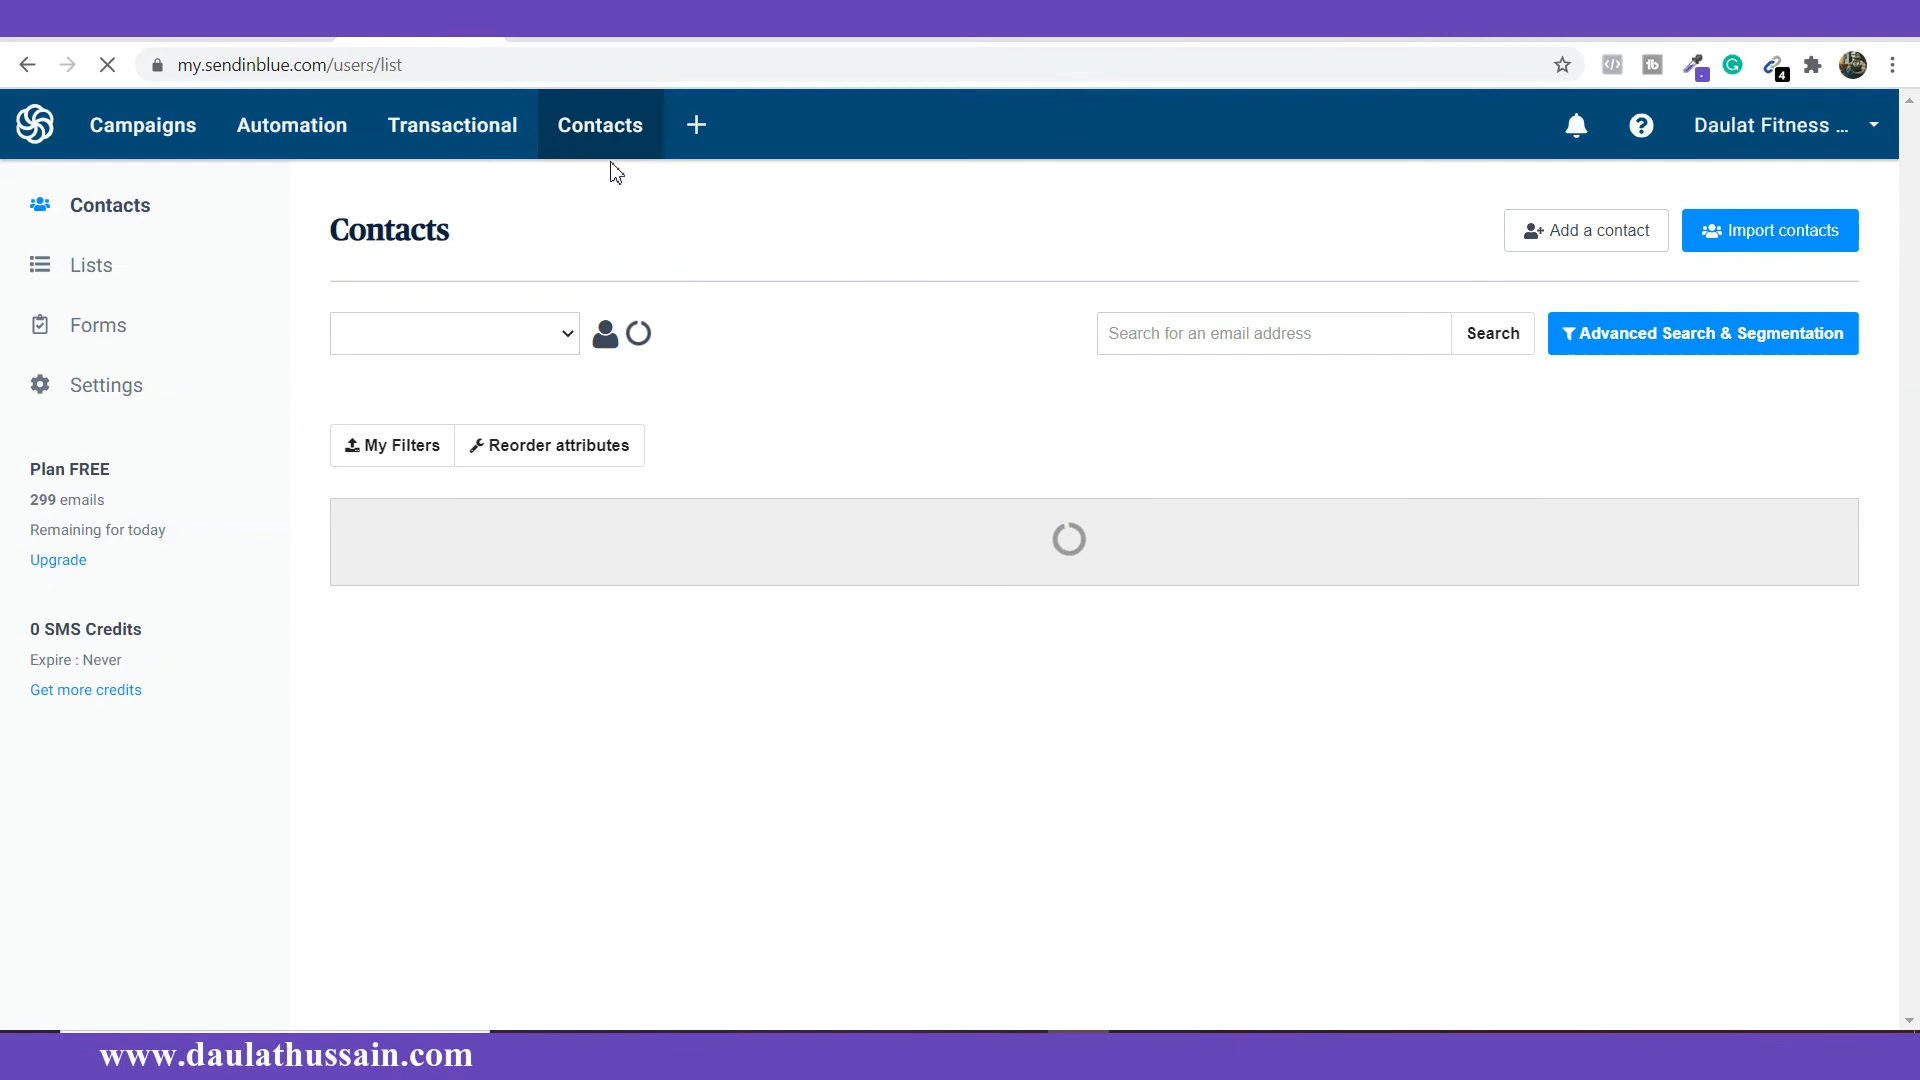 my.sendinblue.com/users/list
4
Campaigns
Automation
Transactional
Contacts
Daulat Fitness ...
Contacts
Lists
Forms
Settings
Plan FREE
299 emails
Remaining for today
Upgrade
0 SMS Credits
Expire : Never
Get more credits
Contacts
Add a contact
Import contacts
Search for an email address
Search
Advanced Search & Segmentation
My Filters
Reorder attributes
www.daulathussain.com